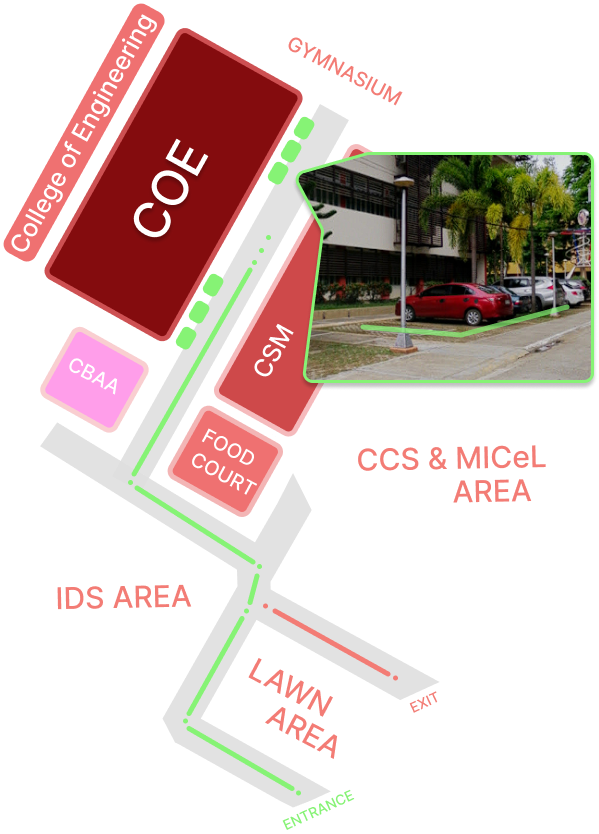 College of Engineering
GYMNASIUM
COE
CSM
CBAA
FOOD
COURT
CCS & MICeL
AREA
IDS AREA
LAWN
AREA
EXIT
ENTRANCE